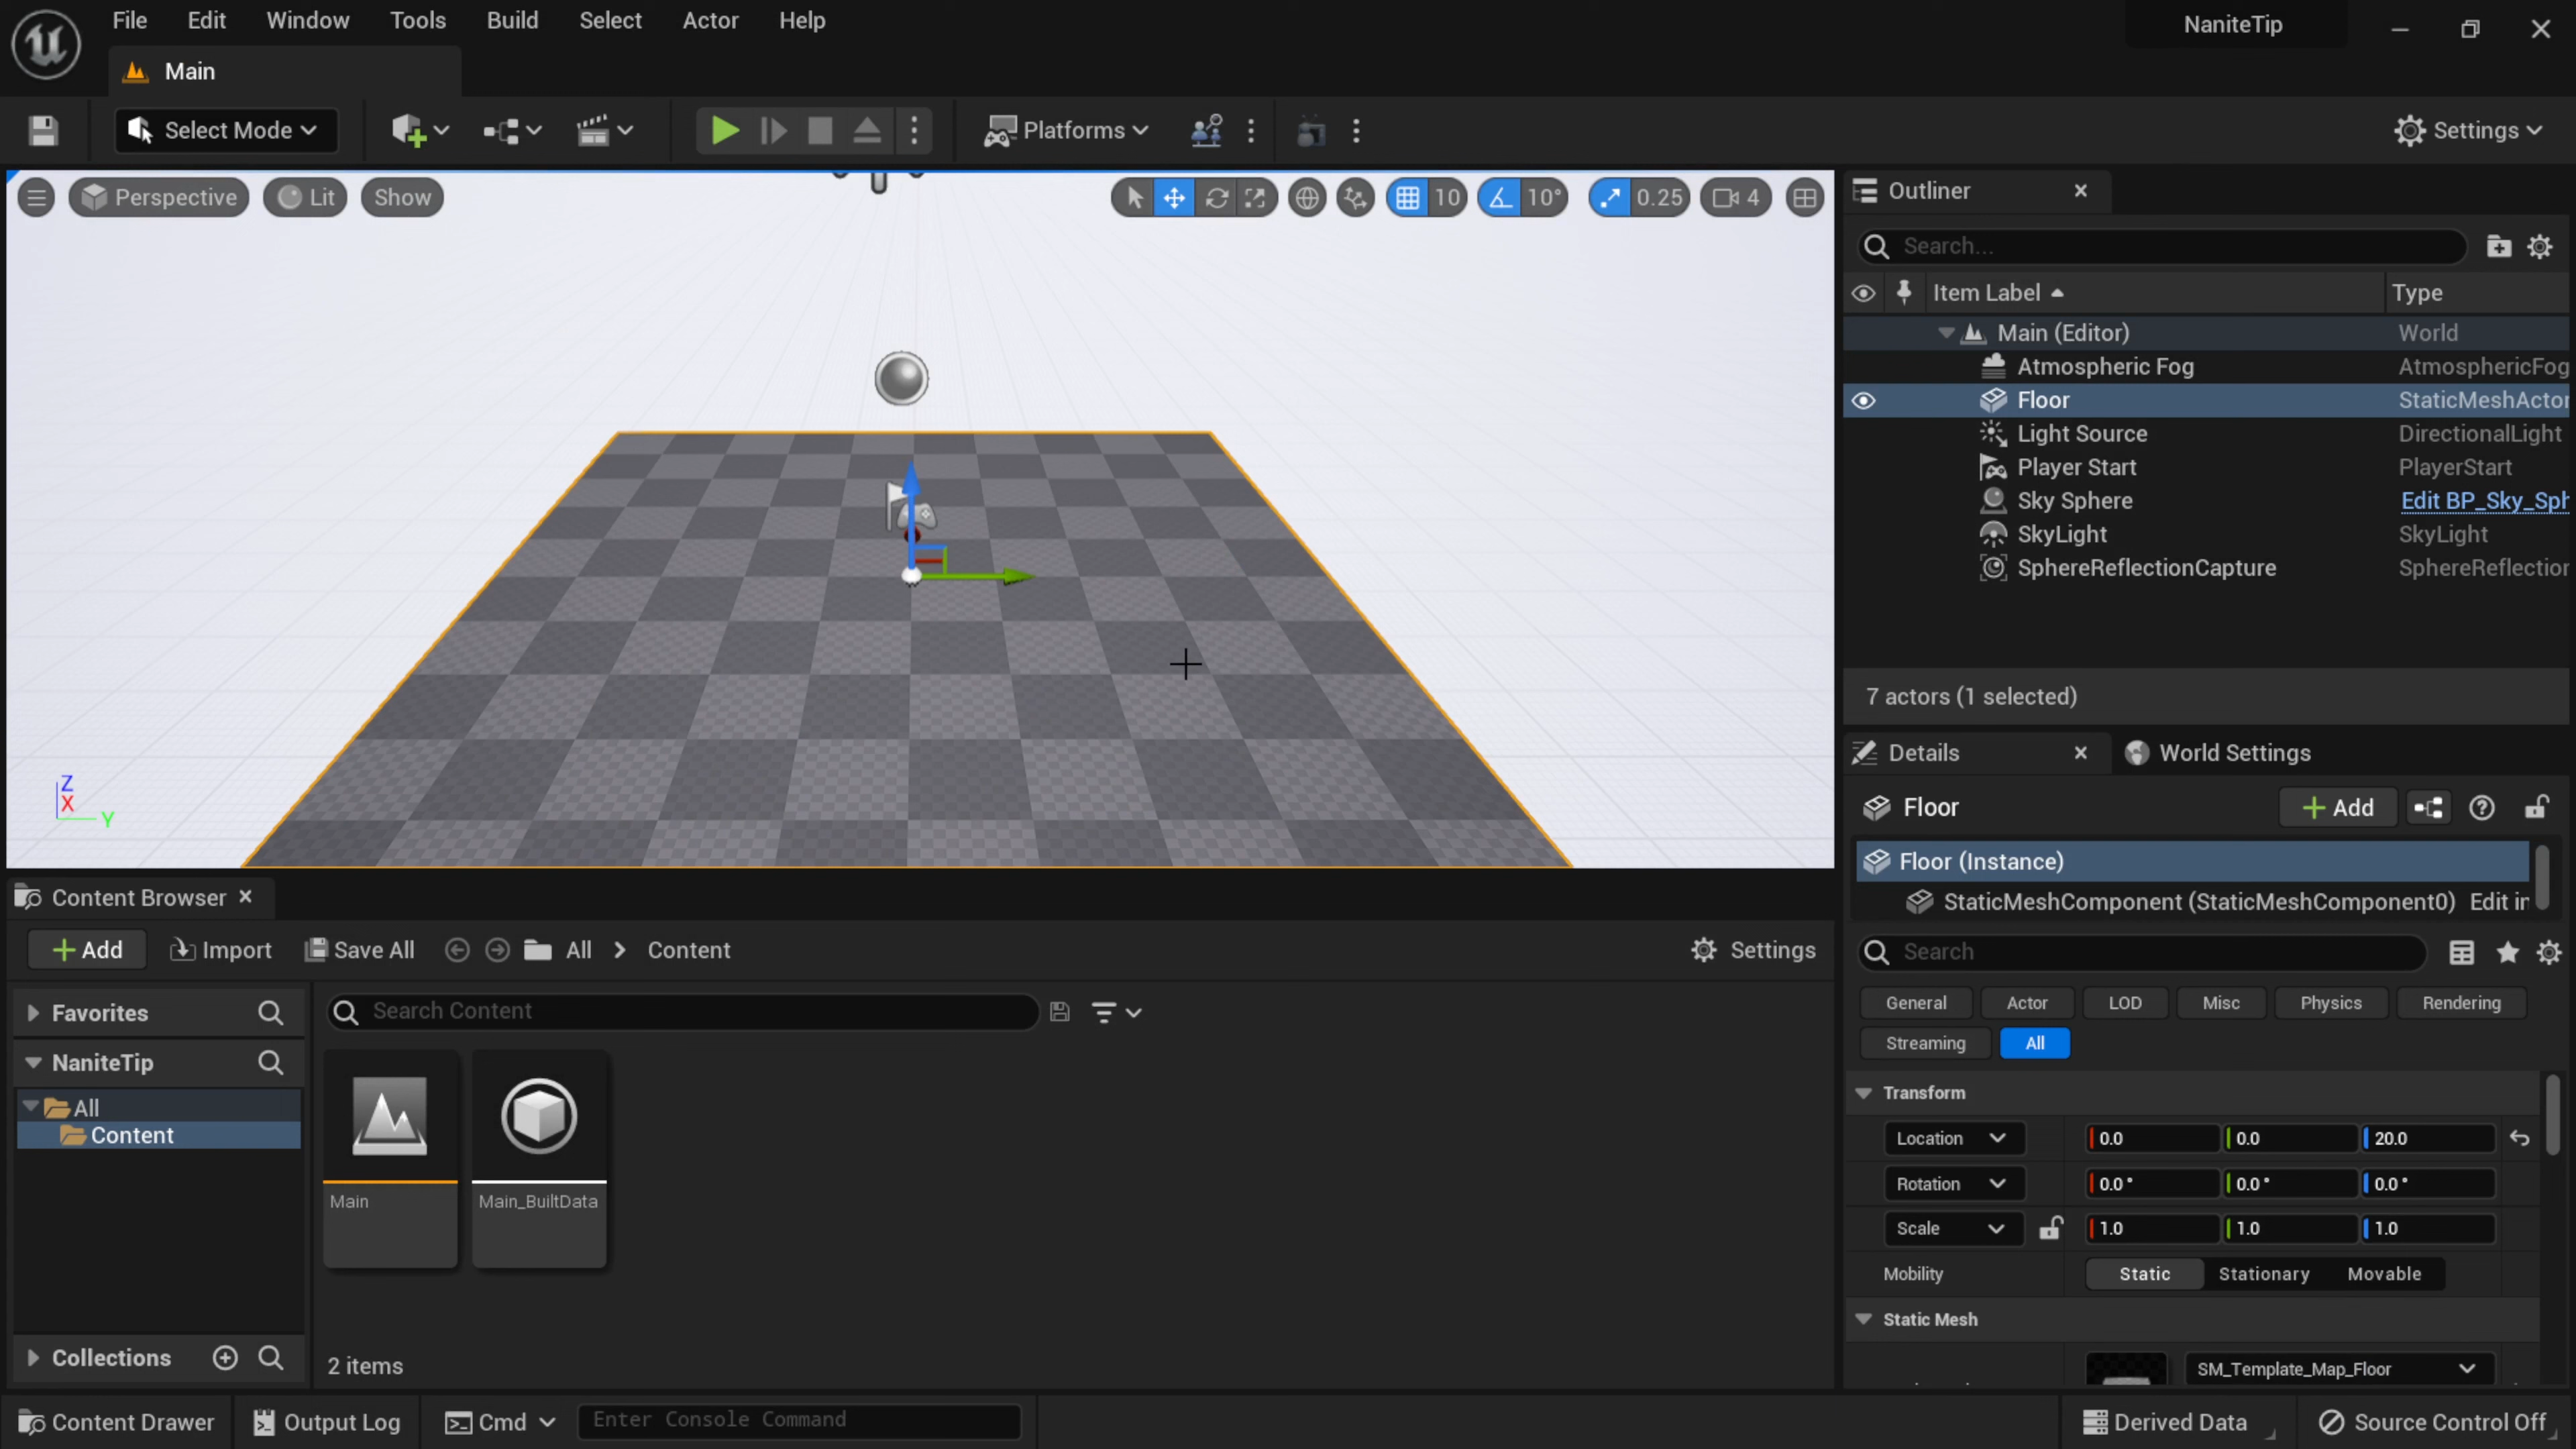 File Edit Window Tools Build Select Actor Help
NaniteTip
Main
Select Mode
Platforms
Settings
Perspective
Lit
Show
10
10°
0.25
4
Z
X
Y
Outliner
Search...
Item Label
Type
Main (Editor) World
Atmospheric Fog AtmosphericFog
Floor StaticMeshActor
Light Source DirectionalLight
Player Start PlayerStart
Sky Sphere Edit BP_Sky_Sph
SkyLight SkyLight
SphereReflectionCapture SphereReflection
7 actors (1 selected)
Details
World Settings
Floor
Add
Floor (Instance)
StaticMeshComponent (StaticMeshComponent0) Edit in
Search
General Actor LOD Misc Physics Rendering
Streaming All
Transform
Location 0.0 0.0 20.0
Rotation 0.0° 0.0° 0.0°
Scale 1.0 1.0 1.0
Mobility Static Stationary Movable
Static Mesh
SM_Template_Map_Floor
Content Browser
Add Import Save All All Content
Settings
Favorites
NaniteTip
All
Content
Collections
Search Content
Main
Main_BuiltData
2 items
Content Drawer Output Log Cmd Enter Console Command
Derived Data Source Control Off